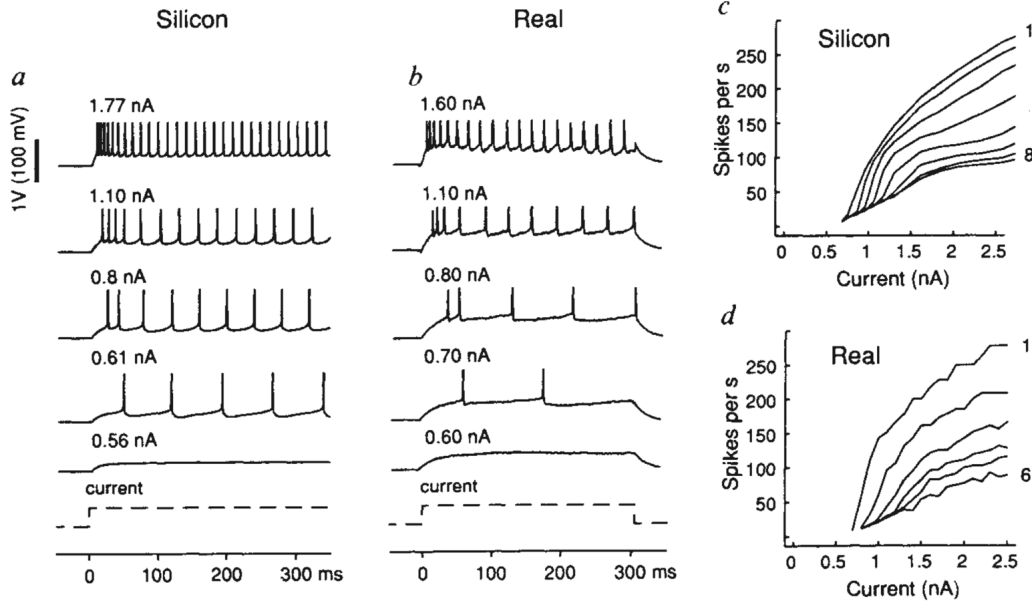 Silicon
Real
a
1V (100 mV)
1.77 nA
1.10 nA
0.8 nA
0.61 nA
0.56 nA
current
0 100 200 300 ms
b
1.60 nA
1.10 nA
0.80 nA
0.70 nA
0.60 nA
current
0 100 200 300 ms
c
Silicon
Spikes per s
250
200
150
100
50
1
8
0 0.5 1 1.5 2 2.5
Current (nA)
d
Real
Spikes per s
250
200
150
100
50
1
6
0 1 1.5 2 2.5
Current (nA)